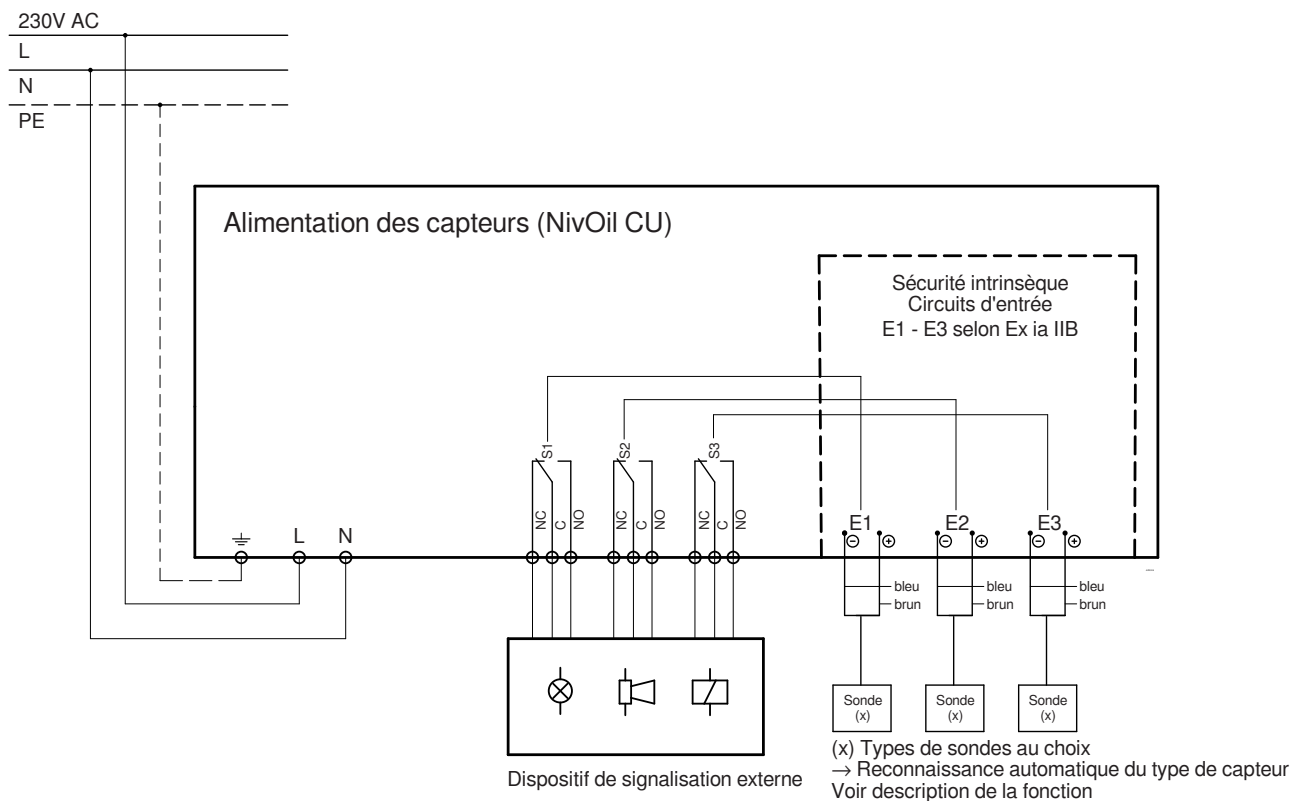 230V AC
L
N
PE
Alimentation des capteurs (NivOil CU)
Sécurité intrinsèque
Circuits d'entrée
E1 - E3 selon Ex ia IIB
S1
S2
S3
NC
C
NO
NC
C
NO
NC
C
NO
L
N
E1
E2
E3
bleu
brun
bleu
brun
bleu
brun
Sonde
(x)
Sonde
(x)
Sonde
(x)
Dispositif de signalisation externe
(x) Types de sondes au choix
→ Reconnaissance automatique du type de capteur
Voir description de la fonction